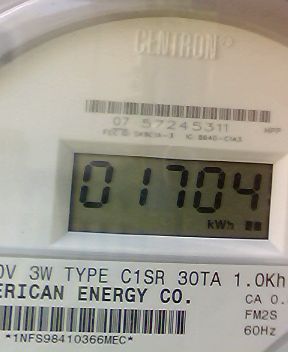 CENTRON®
07 57245311
01704
kWh
0V 3W TYPE C1SR 30TA 1.0Kh
ERICAN ENERGY CO.
CA 0.
FM2S
60Hz
*1NFS98410366MEC*